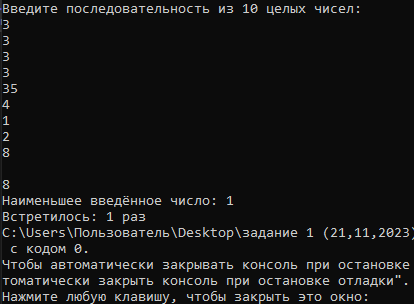 Введите последовательность из 10 целых чисел:
3
3
3
3
35
4
1
2
8
8
Наименьшее введённое число: 1
Встретилось: 1 раз
C:\Users\Пользователь\Desktop\задание 1 (21,11,2023)
с кодом 0.
Чтобы автоматически закрывать консоль при остановке
томатически закрыть консоль при остановке отладки".
Нажмите любую клавишу, чтобы закрыть это окно: